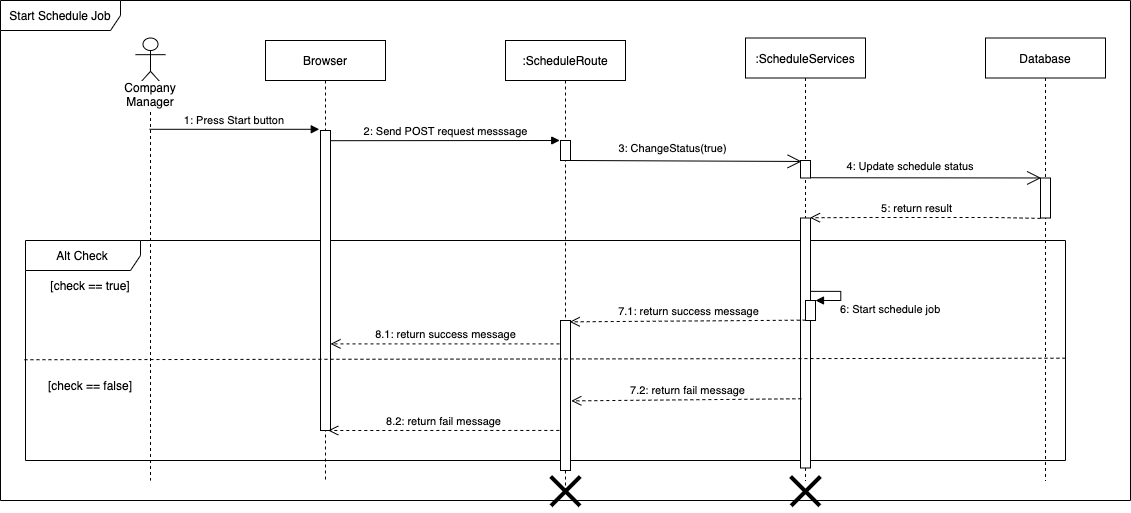 Start Schedule Job
Company
Manager
Browser
:ScheduleRoute
:ScheduleServices
Database
1: Press Start button
2: Send POST request messsage
3: ChangeStatus(true)
4: Update schedule status
5: return result
Alt Check
[check == true]
6: Start schedule job
7.1: return success message
8.1: return success message
[check == false]
7.2: return fail message
8.2: return fail message